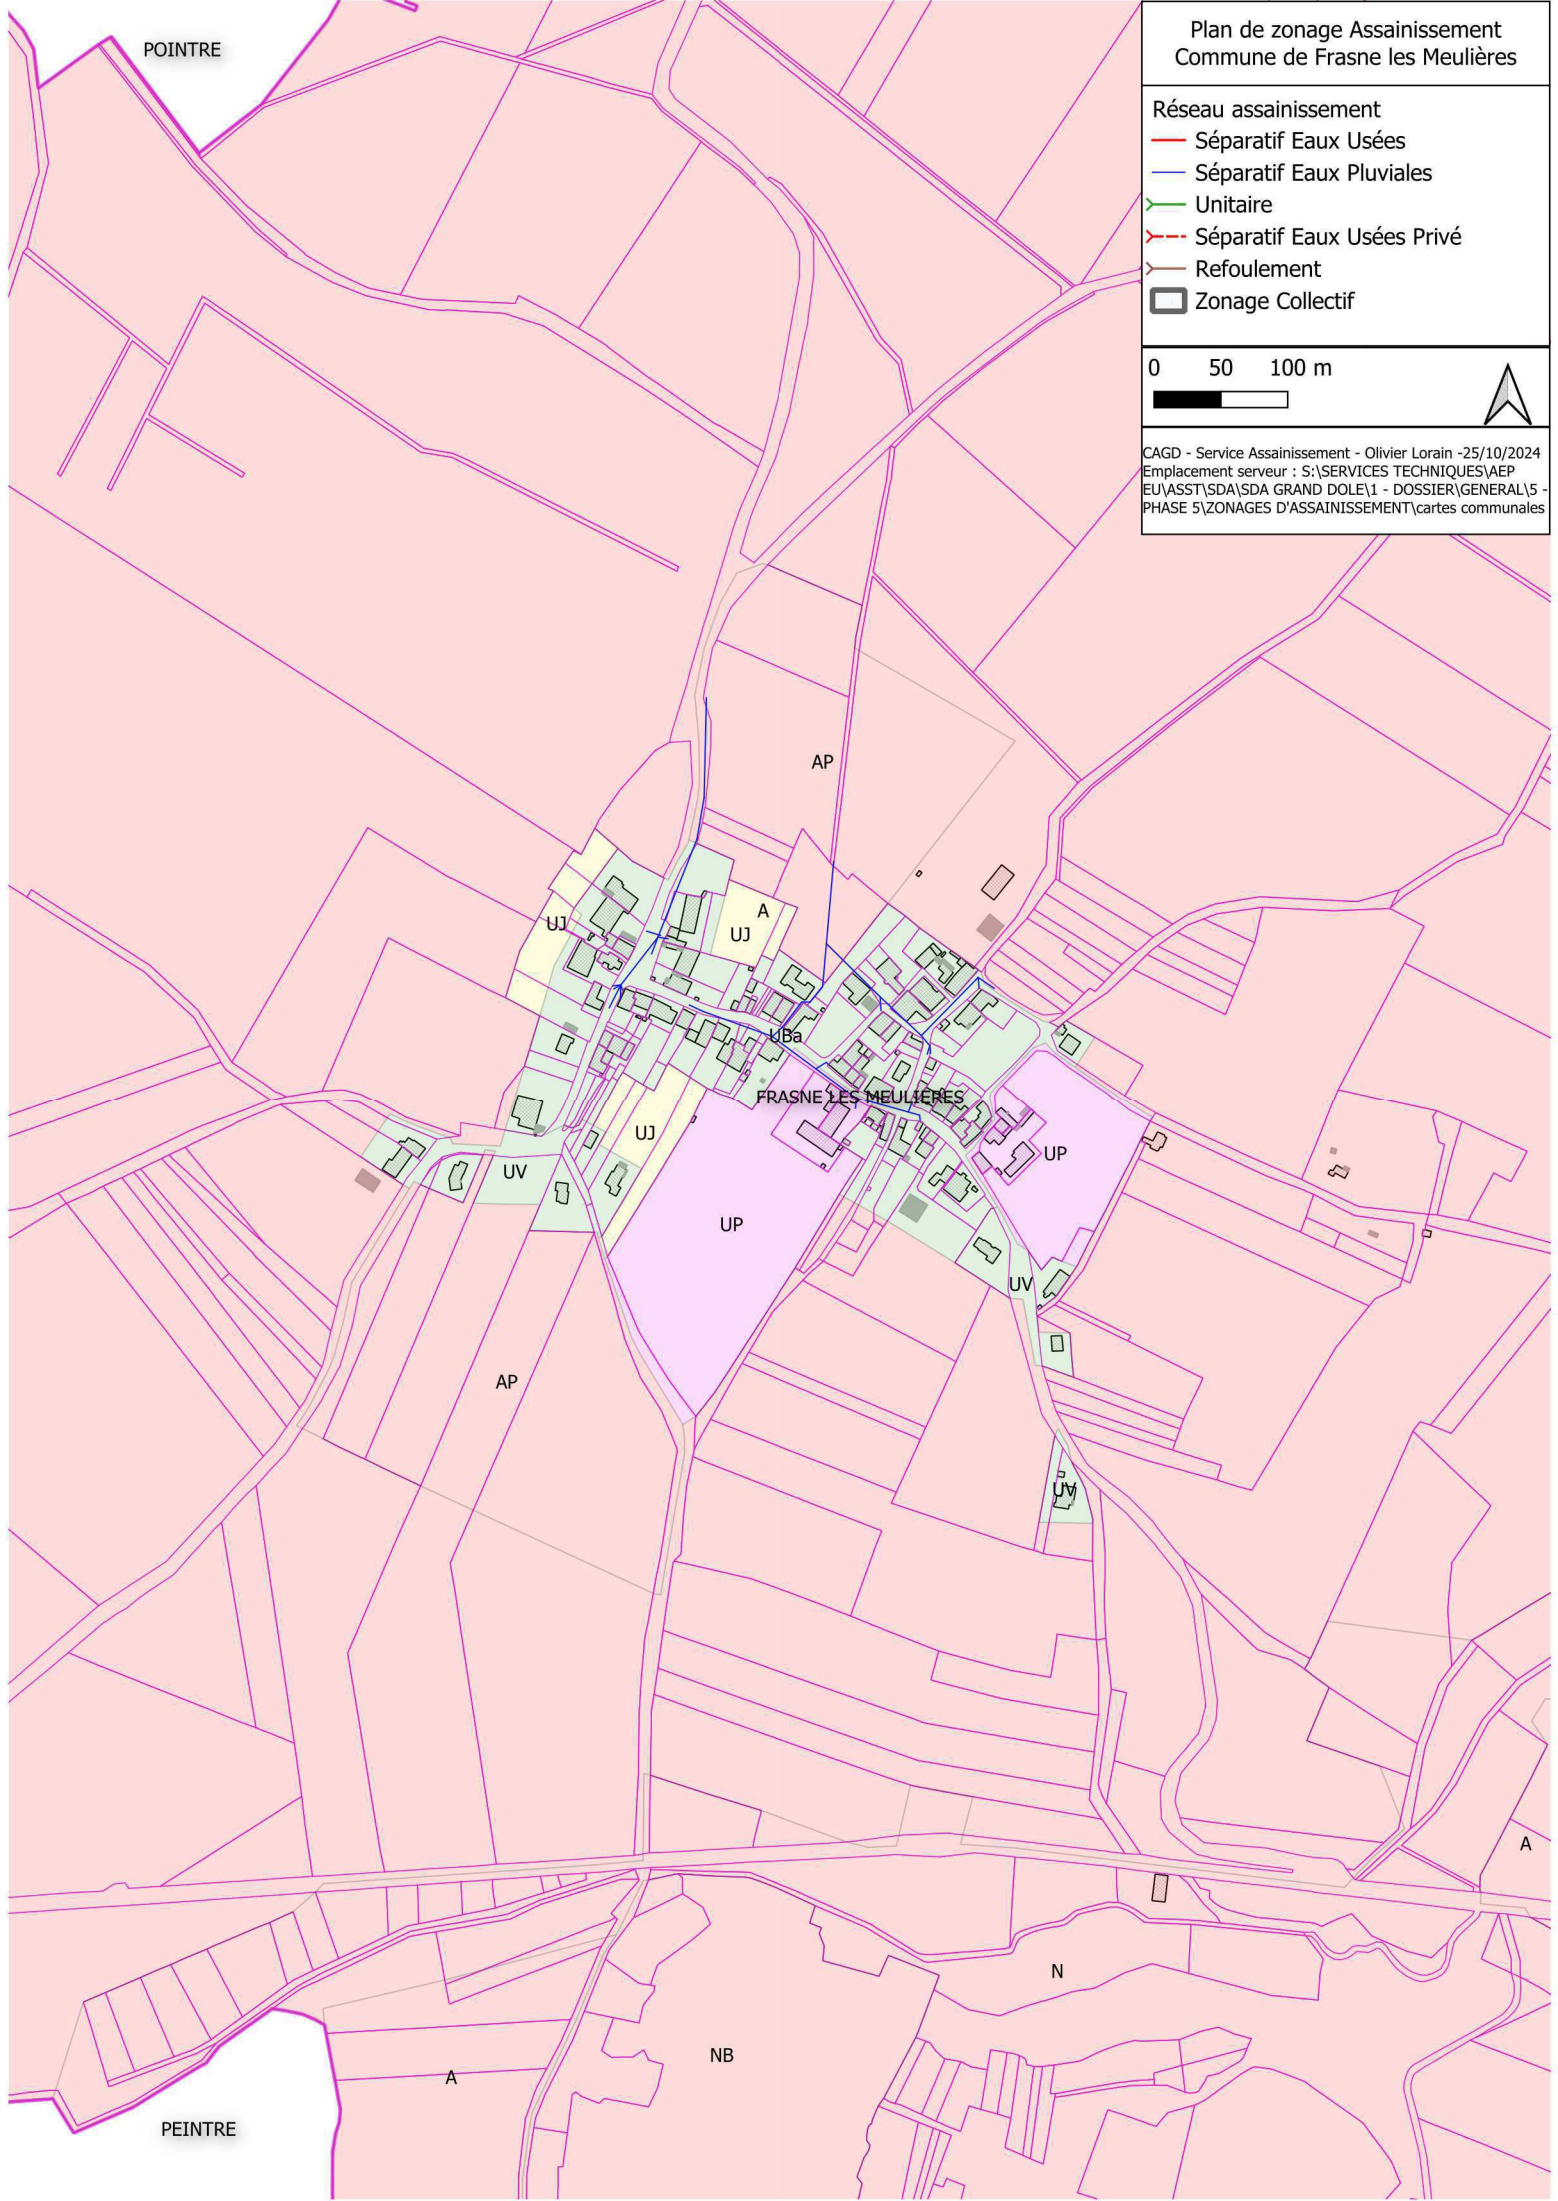 Plan de zonage Assainissement
Commune de Frasne les Meulières
Réseau assainissement
Séparatif Eaux Usées
Séparatif Eaux Pluviales
Unitaire
Séparatif Eaux Usées Privé
Refoulement
Zonage Collectif
0 50 100 m
CAGD - Service Assainissement - Olivier Lorain -25/10/2024
Emplacement serveur : S:\SERVICES TECHNIQUES\AEP
EU\ASST\SDA\SDA GRAND DOLE\1 - DOSSIER\GENERAL\5 -
PHASE 5\ZONAGES D'ASSAINISSEMENT\cartes communales
POINTRE
AP
A
UJ
UJ
UBa
FRASNE LES MEULIÈRES
UJ
UP
UV
UP
UV
AP
UV
A
N
NB
A
PEINTRE